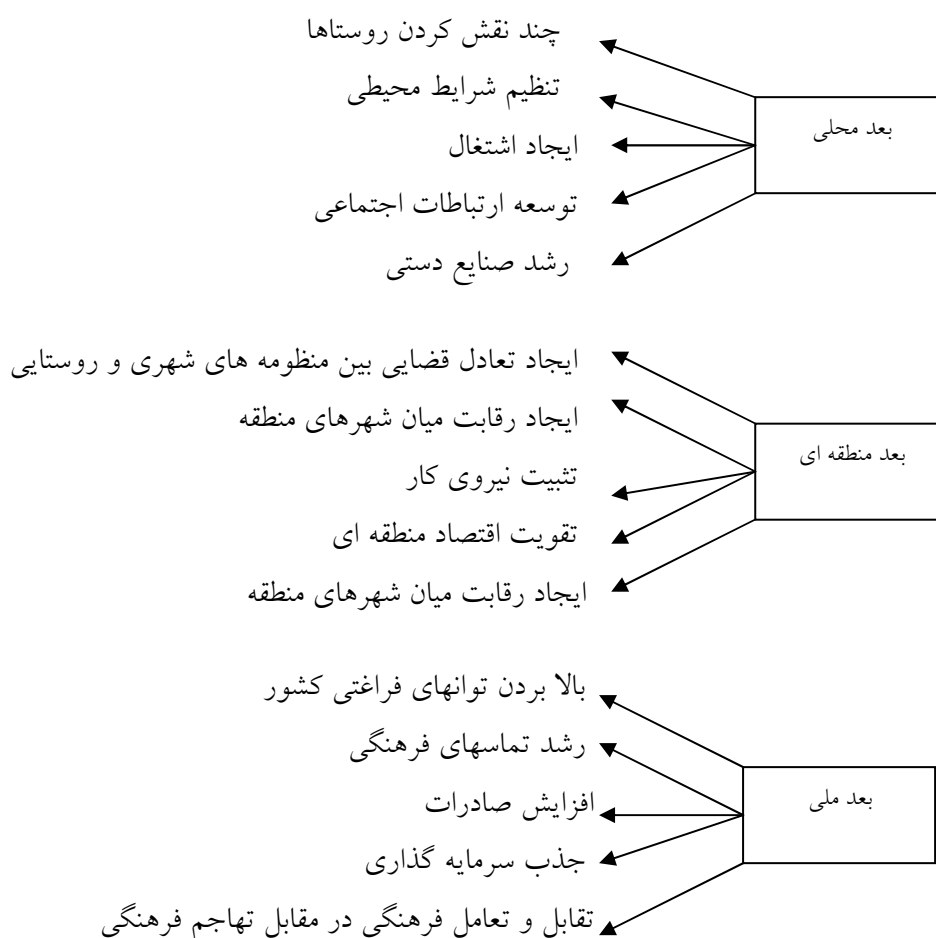 بعد محلی
چند نقش کردن روستاها
تنظیم شرایط محیطی
ایجاد اشتغال
توسعه ارتباطات اجتماعی
رشد صنایع دستی
بعد منطقه ای
ایجاد تعادل قضایی بین منظومه های شهری و روستایی
ایجاد رقابت میان شهرهای منطقه
تثبیت نیروی کار
تقویت اقتصاد منطقه ای
ایجاد رقابت میان شهرهای منطقه
بعد ملی
بالا بردن توانهای فراغتی کشور
رشد تماسهای فرهنگی
افزایش صادرات
جذب سرمایه گذاری
تقابل و تعامل فرهنگی در مقابل تهاجم فرهنگی